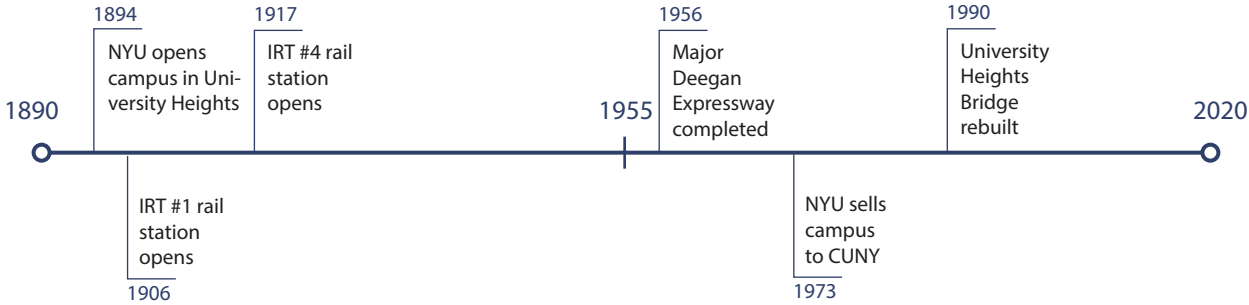 1890
1894
NYU opens
campus in Uni-
versity Heights
IRT #1 rail
station
opens
1906
1917
IRT #4 rail
station
opens
1955
1956
Major
Deegan
Expressway
completed
NYU sells
campus
to CUNY
1973
1990
University
Heights
Bridge
rebuilt
2020